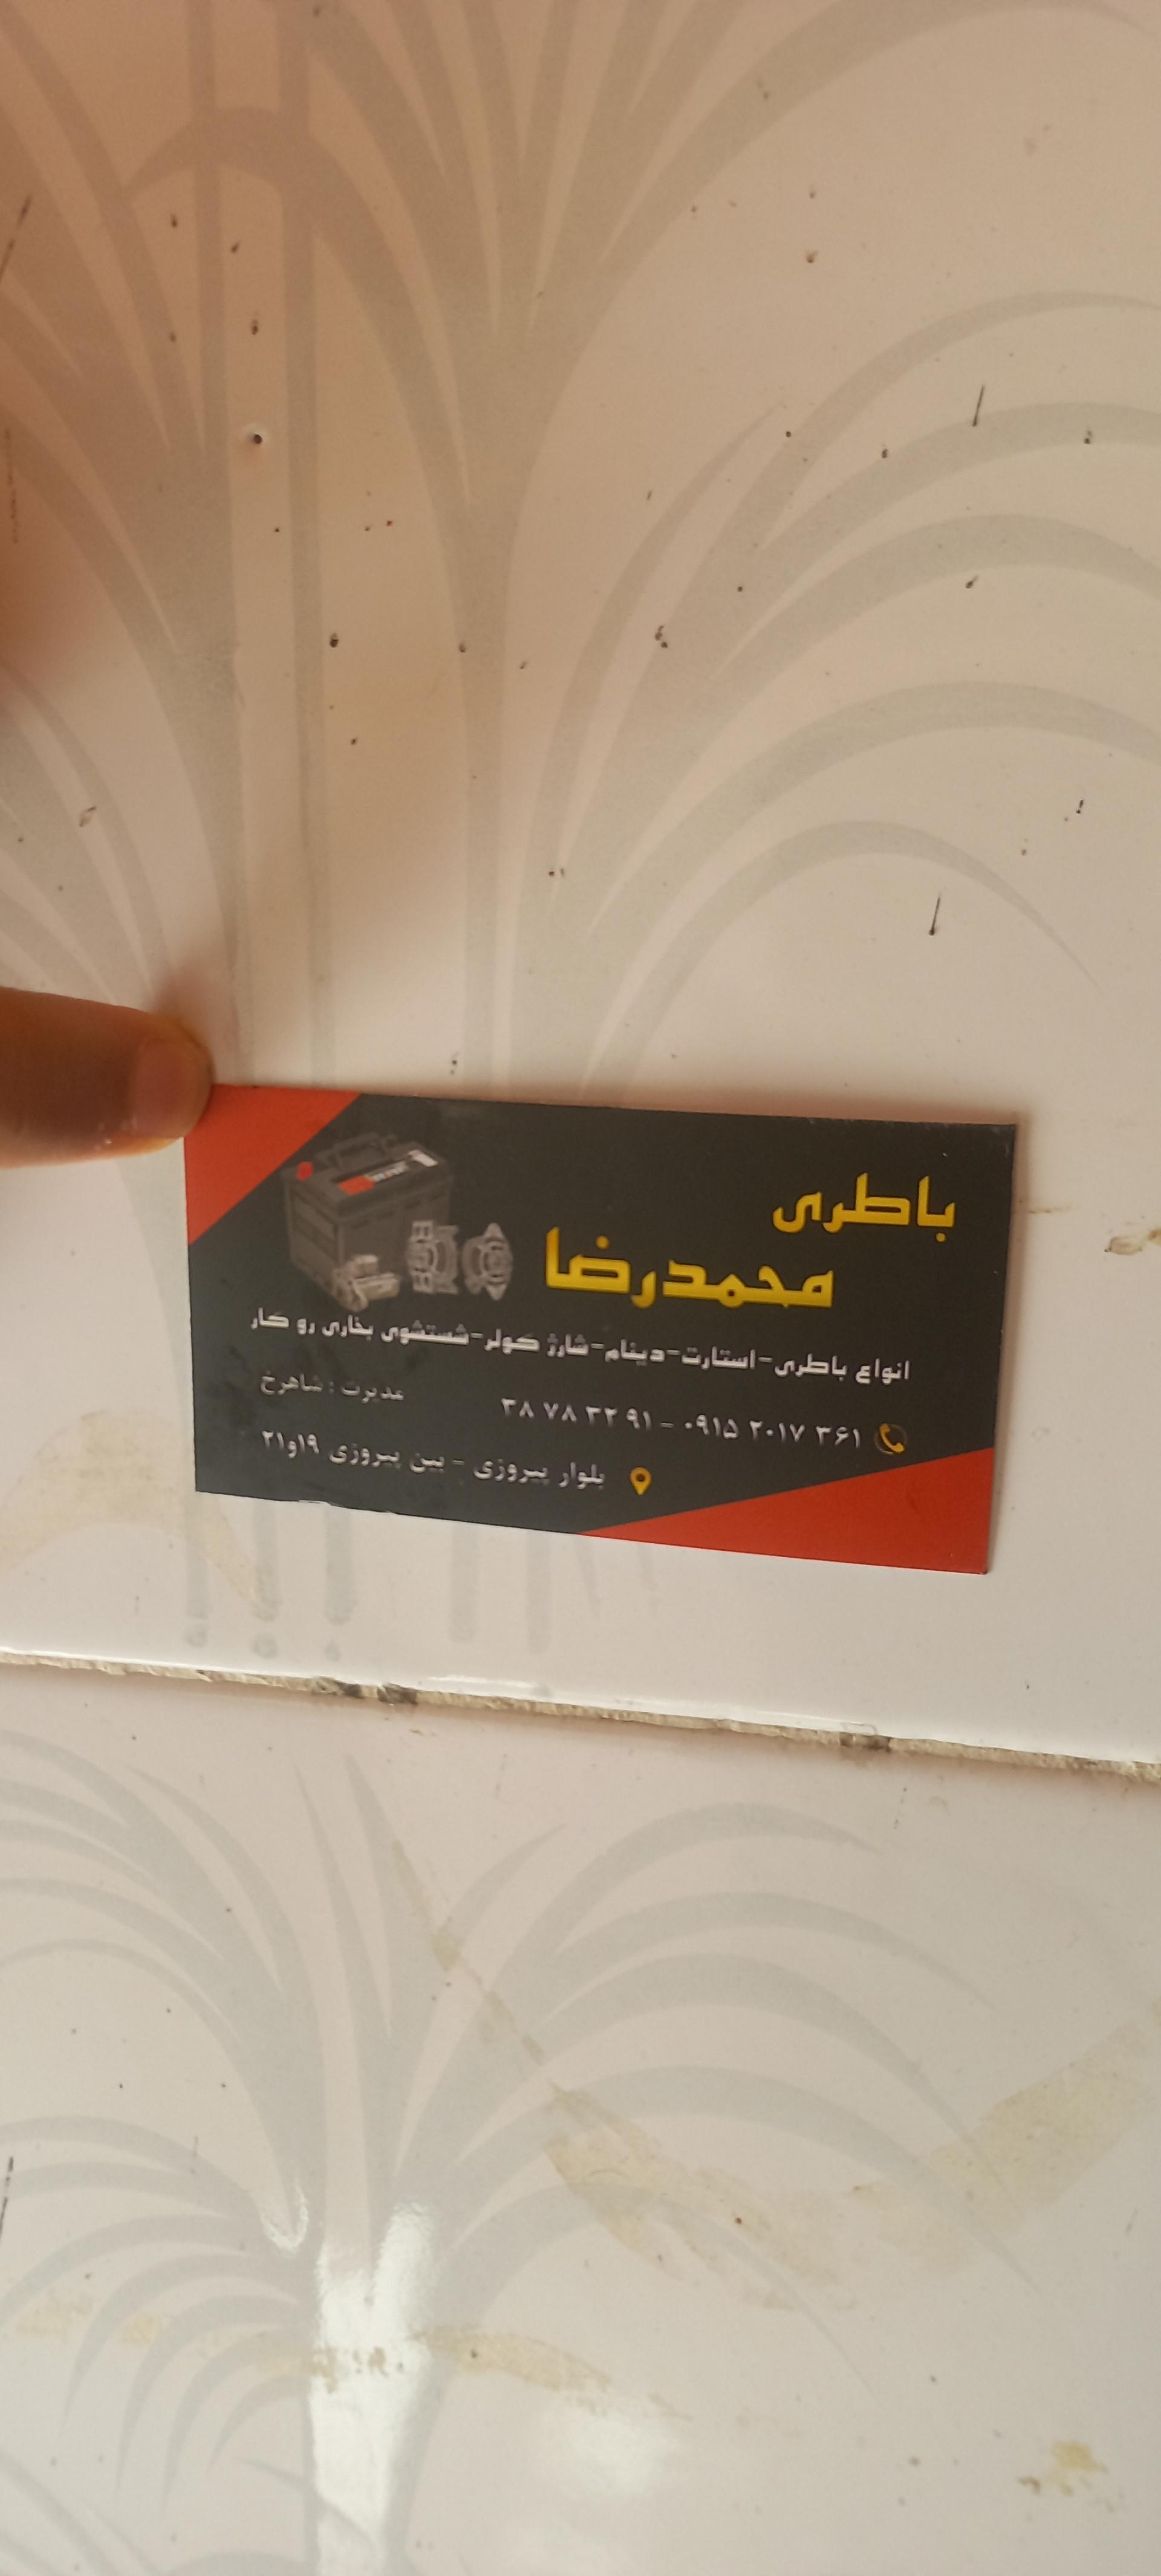 باطری
محمدرضا
انواع باطری-استارت-دینام-شارژ کولر-شستشوی بخاری رو کار
۰۹۱۵ ۲۰۱۷ ۳۶۱ - ۳۸ ۷۸ ۳۲ ۹۱
مدیریت : شاهرخ
بلوار پیروزی - بین پیروزی ۱۹و۲۱